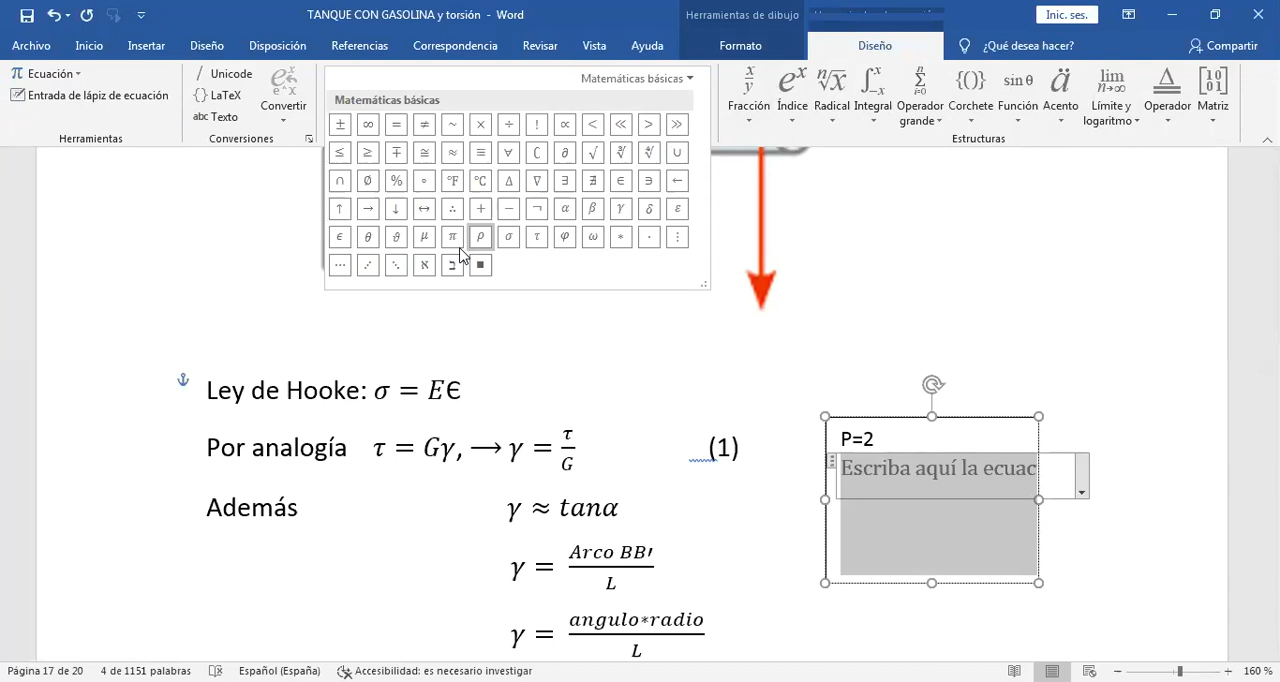 TANQUE CON GASOLINA y torsión - Word
Herramientas de dibujo
Inic. ses.
Archivo Inicio Insertar Diseño Disposición Referencias Correspondencia Revisar Vista Ayuda Formato Diseño ¿Qué desea hacer? Compartir
π Ecuación
Entrada de lápiz de ecuación
Herramientas
/ Unicode
{} LaTeX
abc Texto
Convertir
Conversiones
Matemáticas básicas
Matemáticas básicas
± ∞ = ≠ ~ × ÷ ! ∝ < ≪ > ≫
≤ ≥ ∓ ≅ ≈ ≡ ∀ ∁ ∂ √ ∛ ∜ ∪
∩ ∅ % ° °F °C ∆ ∇ ∃ ∄ ∈ ∋ ←
↑ → ↓ ↔ ∴ + − ¬ α β γ δ ε
ϵ θ ϑ μ π ρ σ τ φ ω * · ⋮
⋯ ⋰ ⋱ ℵ ℶ ∎
Fracción Índice Radical Integral Operador grande Corchete Función Acento Límite y logaritmo Operador Matriz
Estructuras
Ley de Hooke: σ = EЄ
Por analogía τ = Gγ, ⟶ γ = τ/G (1)
Además γ ≈ tanα
γ = Arco BB′/L
γ = angulo*radio/L
P=2
Escriba aquí la ecuac
Página 17 de 20 4 de 1151 palabras Español (España) Accesibilidad: es necesario investigar 160 %